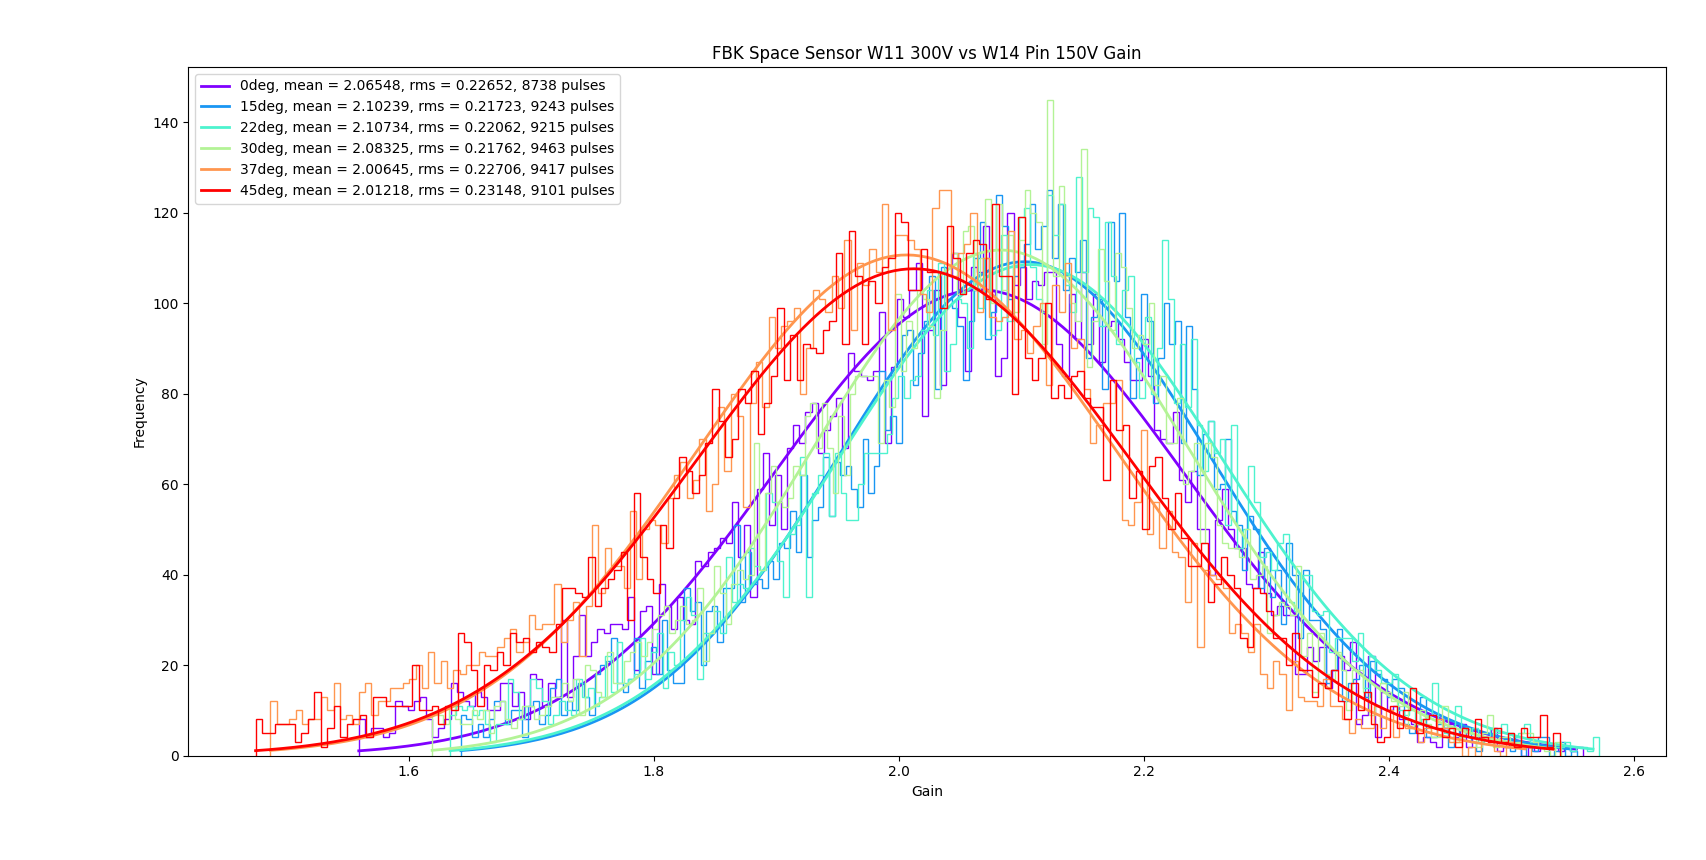 FBK Space Sensor W11 300V vs W14 Pin 150V Gain
0deg, mean = 2.06548, rms = 0.22652, 8738 pulses
15deg, mean = 2.10239, rms = 0.21723, 9243 pulses
22deg, mean = 2.10734, rms = 0.22062, 9215 pulses
30deg, mean = 2.08325, rms = 0.21762, 9463 pulses
37deg, mean = 2.00645, rms = 0.22706, 9417 pulses
45deg, mean = 2.01218, rms = 0.23148, 9101 pulses
140
120
100
80
60
40
20
0
Frequency
1.6 1.8 2.0 2.2 2.4 2.6
Gain